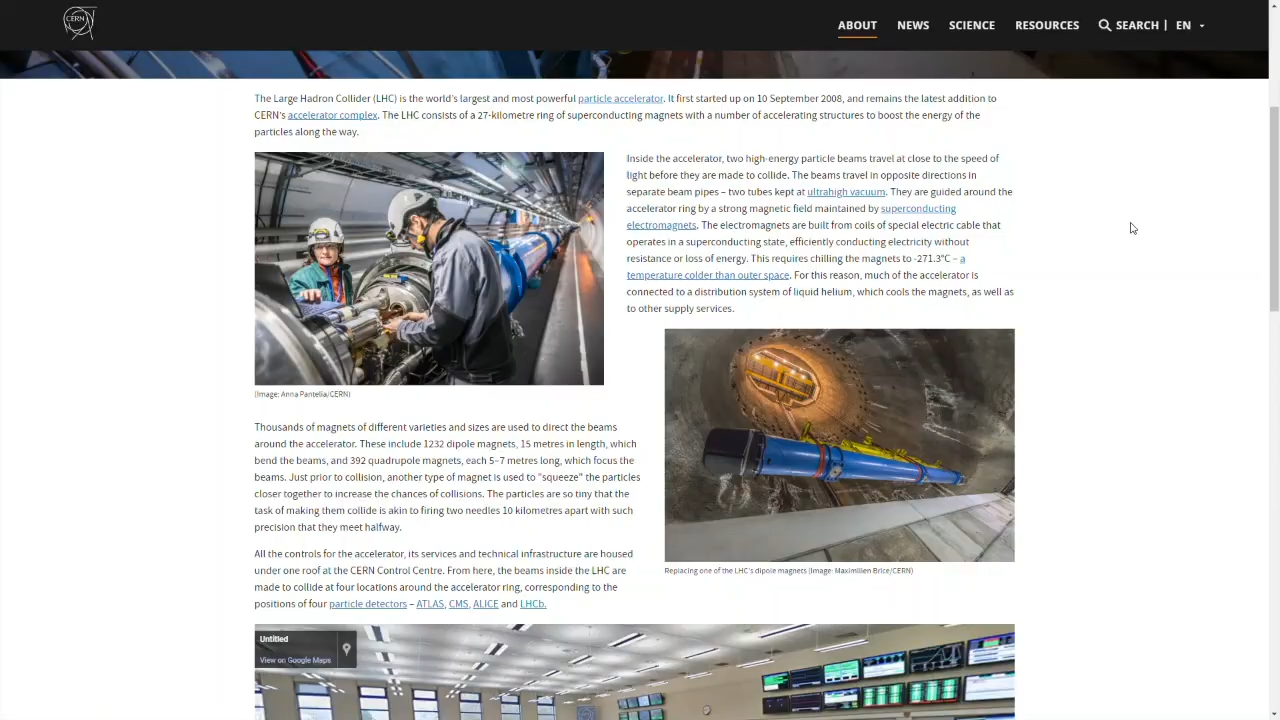 CERN
ABOUT
NEWS
SCIENCE
RESOURCES
SEARCH | EN
The Large Hadron Collider (LHC) is the world's largest and most powerful particle accelerator. It first started up on 10 September 2008, and remains the latest addition to
CERN's accelerator complex. The LHC consists of a 27-kilometre ring of superconducting magnets with a number of accelerating structures to boost the energy of the
particles along the way.
Inside the accelerator, two high-energy particle beams travel at close to the speed of
light before they are made to collide. The beams travel in opposite directions in
separate beam pipes – two tubes kept at ultrahigh vacuum. They are guided around the
accelerator ring by a strong magnetic field maintained by superconducting
electromagnets. The electromagnets are built from coils of special electric cable that
operates in a superconducting state, efficiently conducting electricity without
resistance or loss of energy. This requires chilling the magnets to -271.3°C – a
temperature colder than outer space. For this reason, much of the accelerator is
connected to a distribution system of liquid helium, which cools the magnets, as well as
to other supply services.
(Image: Anna Pantelia/CERN)
Thousands of magnets of different varieties and sizes are used to direct the beams
around the accelerator. These include 1232 dipole magnets, 15 metres in length, which
bend the beams, and 392 quadrupole magnets, each 5–7 metres long, which focus the
beams. Just prior to collision, another type of magnet is used to "squeeze" the particles
closer together to increase the chances of collisions. The particles are so tiny that the
task of making them collide is akin to firing two needles 10 kilometres apart with such
precision that they meet halfway.
All the controls for the accelerator, its services and technical infrastructure are housed
under one roof at the CERN Control Centre. From here, the beams inside the LHC are
made to collide at four locations around the accelerator ring, corresponding to the
positions of four particle detectors – ATLAS, CMS, ALICE and LHCb.
Replacing one of the LHC's dipole magnets (Image: Maximilien Brice/CERN)
Untitled
View on Google Maps